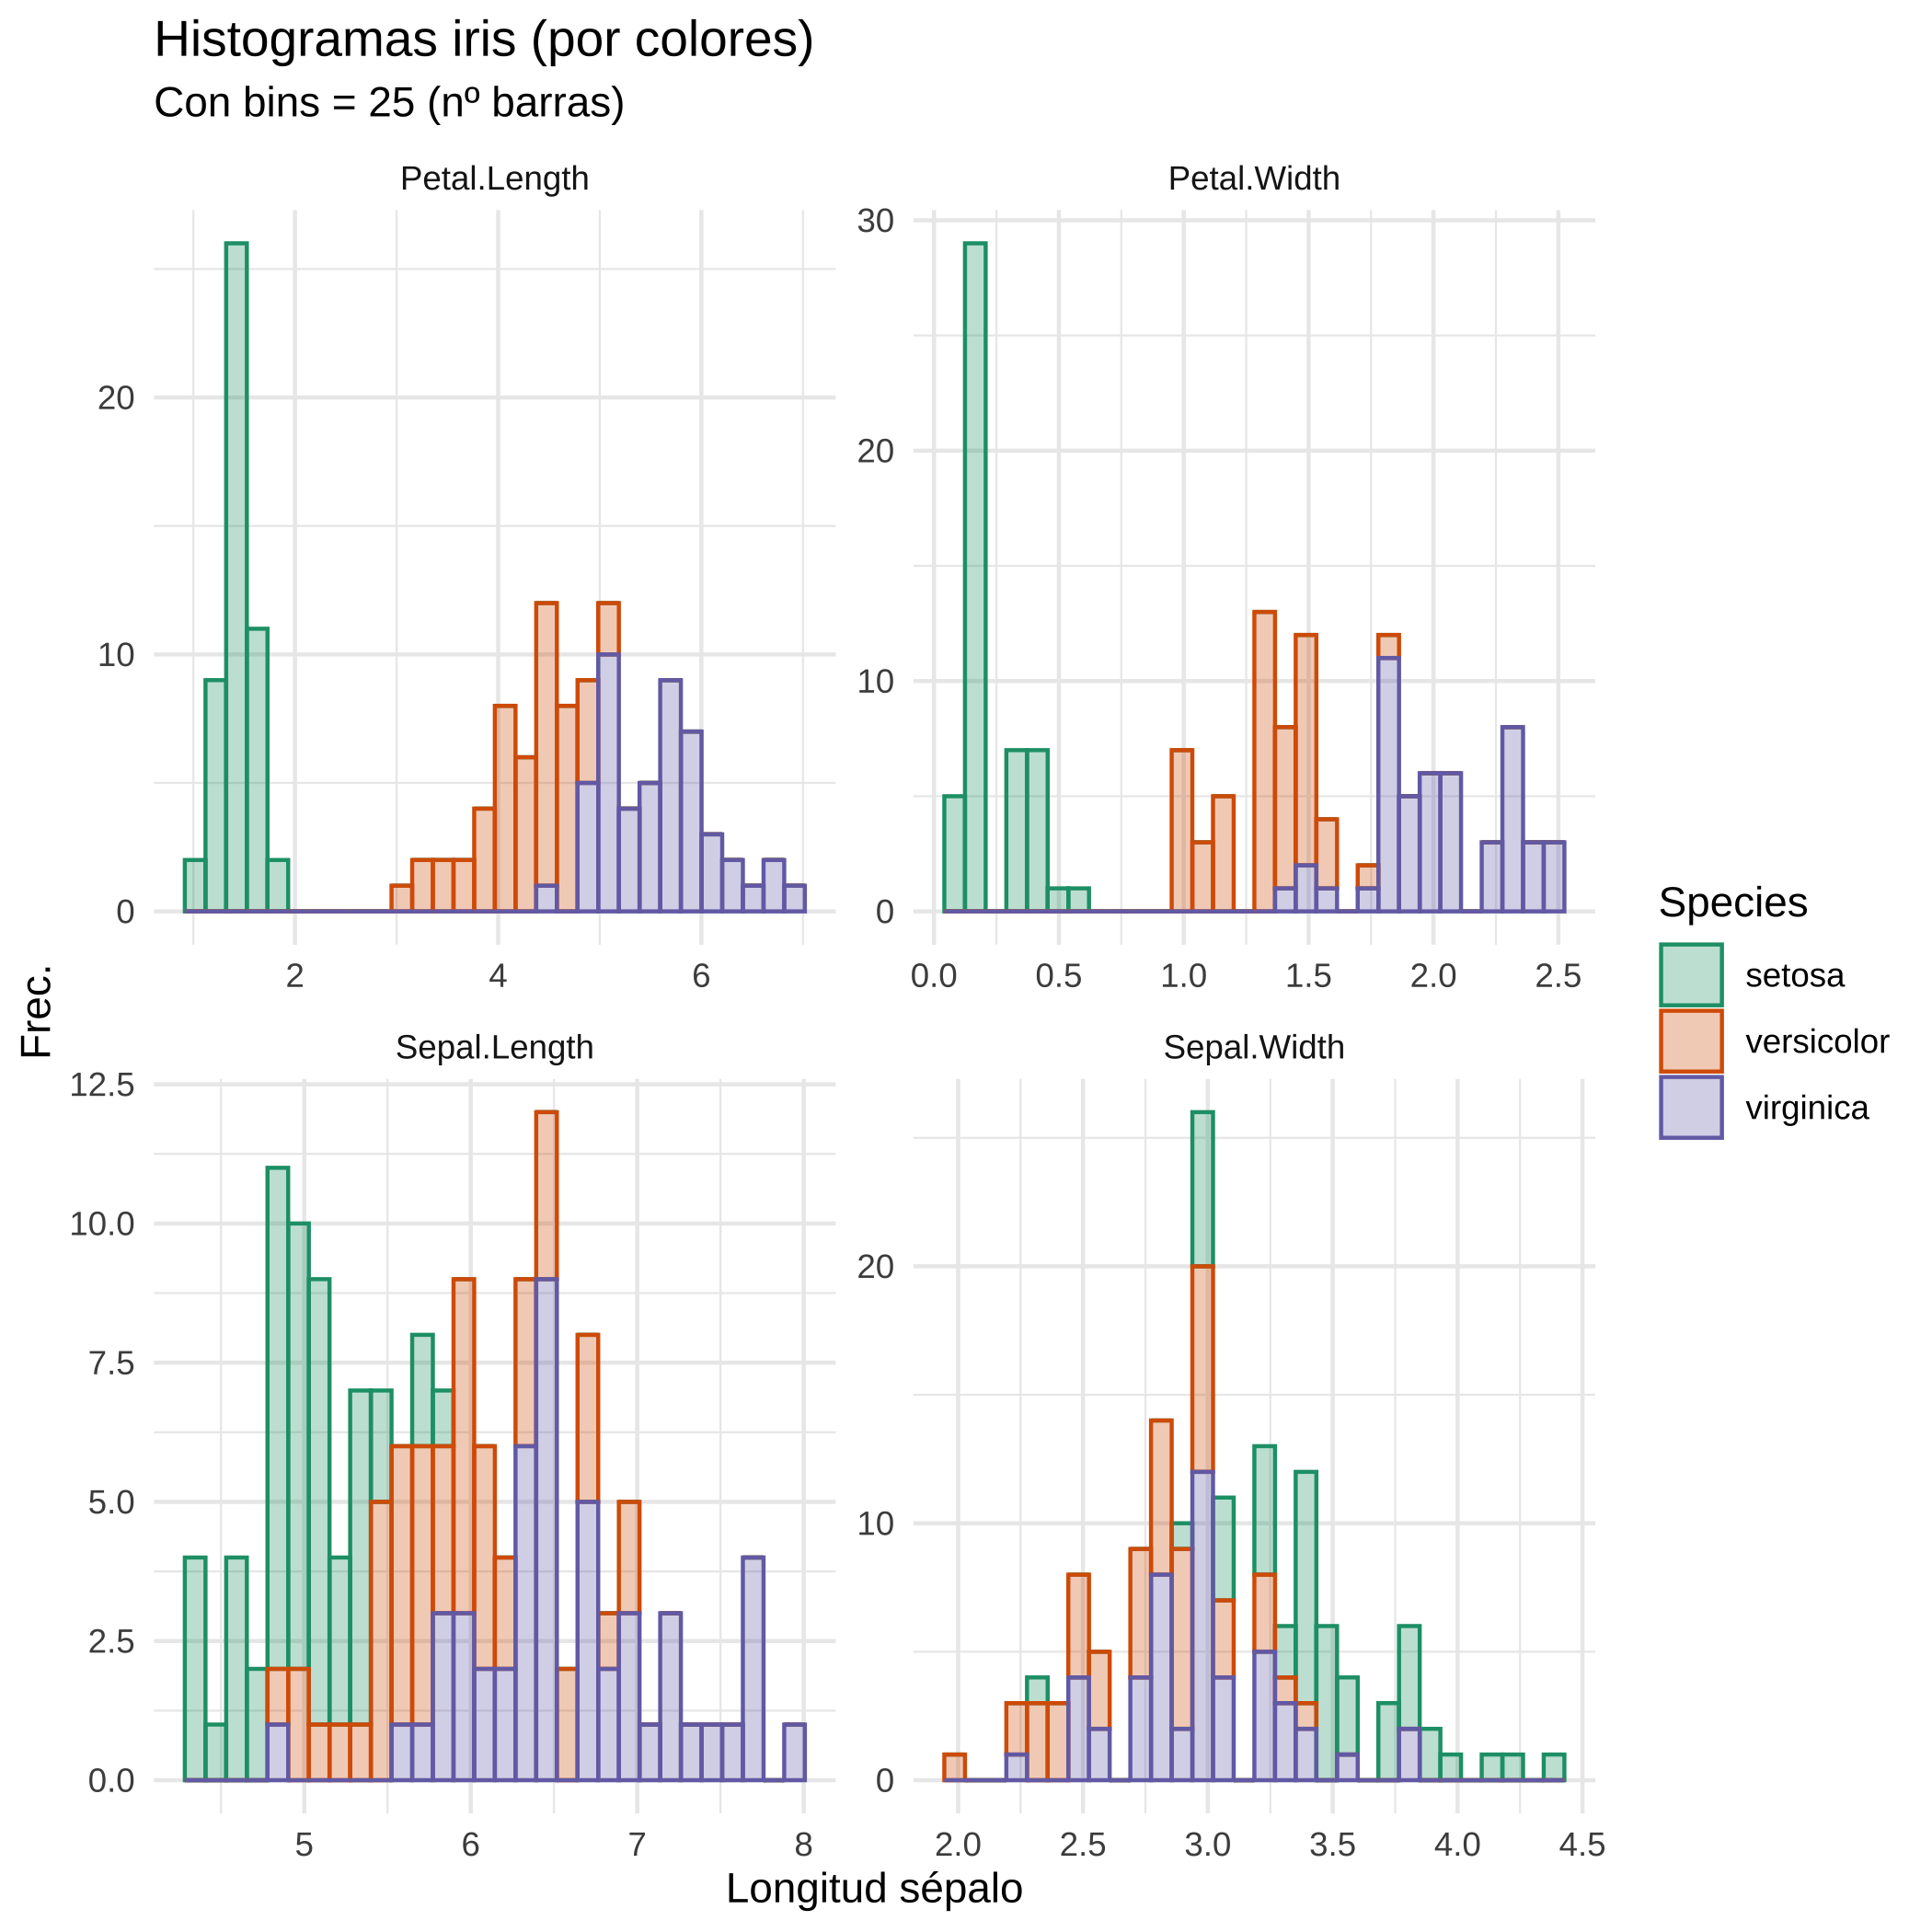 Histogramas iris (por colores)
Con bins = 25 (nº barras)
Petal.Length
Petal.Width
20
10
0
2 4 6
30
20
10
0
0.0 0.5 1.0 1.5 2.0 2.5
Frec.
Sepal.Length
Sepal.Width
12.5
10.0
7.5
5.0
2.5
0.0
5 6 7 8
20
10
0
2.0 2.5 3.0 3.5 4.0 4.5
Longitud sépalo
Species
setosa
versicolor
virginica